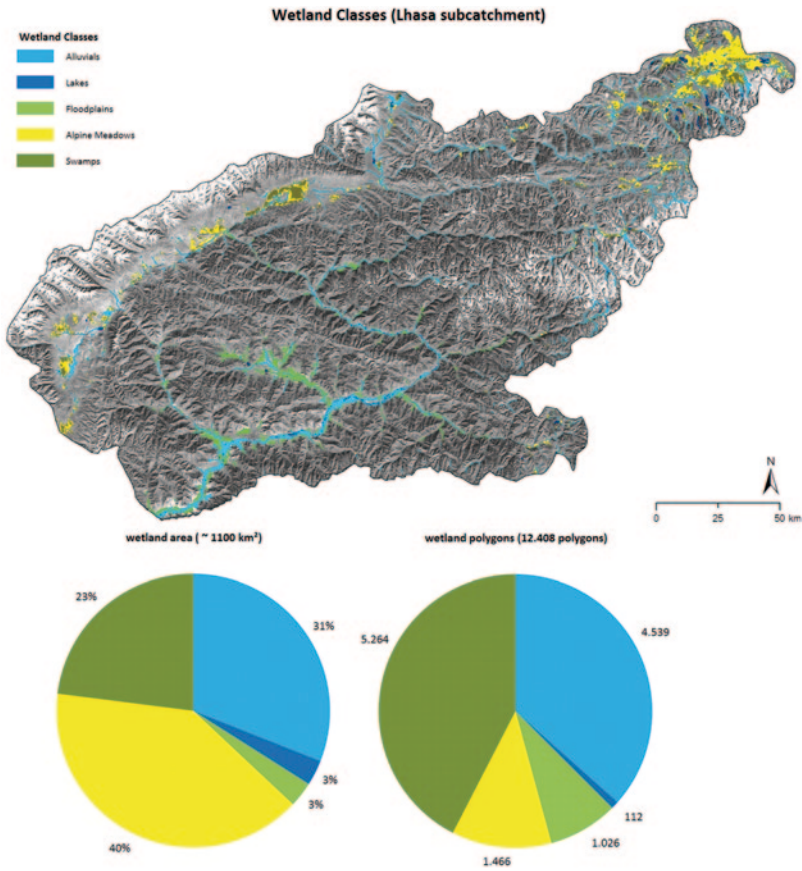 Wetland Classes (Lhasa subcatchment)
Wetland Classes
Alluvials
Lakes
Floodplains
Alpine Meadows
Swamps
N
0 25 50 km
wetland area ( ~ 1100 km²)
wetland polygons (12.408 polygons)
23%
31%
3%
3%
40%
5.264
4.539
112
1.026
1.466